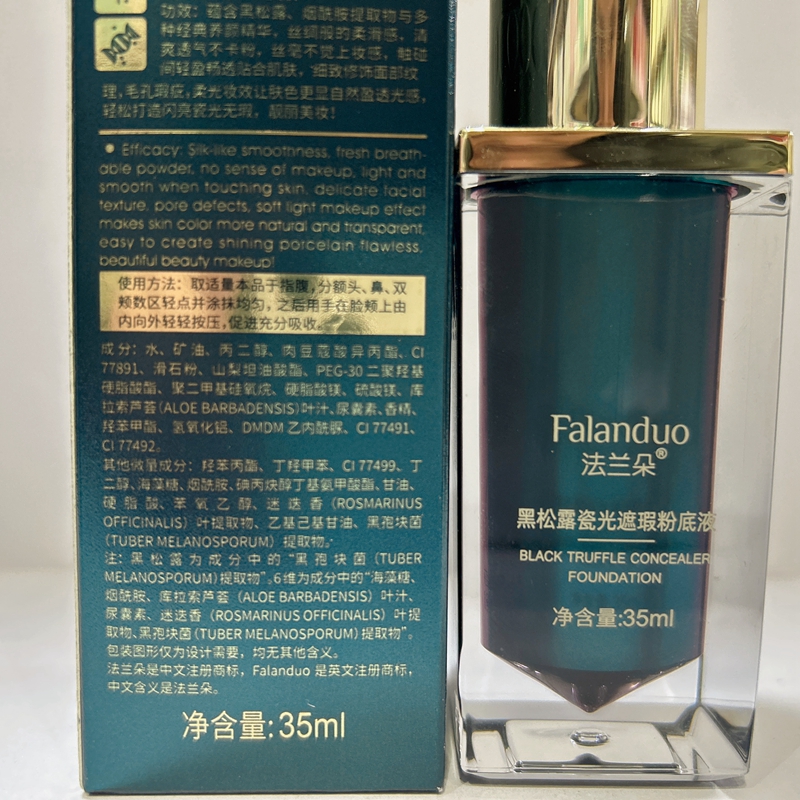 功效：蕴含黑松露、烟酰胺提取物与多
种经典养颜精华，丝绸般的柔滑感，清
爽透气不卡粉，丝毫不觉上妆感，触碰
间轻盈畅透贴合肌肤，细致修饰面部纹
理，毛孔瑕疵，柔光妆效让肤色更显自然盈透光感，
轻松打造闪亮瓷光无瑕，靓丽美妆！
● Efficacy: Silk-like smoothness, fresh breath-
able powder, no sense of makeup, light and
smooth when touching skin, delicate facial
texture, pore defects, soft light makeup effect
makes skin color more natural and transparent,
easy to create shining porcelain flawless,
beautiful beauty makeup!
使用方法：取适量本品于指腹，分额头、鼻、双
颊数区轻点并涂抹均匀，之后用手在脸颊上由
内向外轻轻按压，促进充分吸收。
成分：水、矿油、丙二醇、肉豆蔻酸异丙酯、CI
77891、滑石粉、山梨坦油酸酯、PEG-30 二聚羟基
硬脂酸酯、聚二甲基硅氧烷、硬脂酸镁、硫酸镁、库
拉索芦荟（ALOE BARBADENSIS）叶汁、尿囊素、香精、
羟苯甲酯、氢氧化铝、DMDM 乙内酰脲、CI 77491、
CI 77492。
其他微量成分：羟苯丙酯、丁羟甲苯、CI 77499、丁
二醇、海藻糖、烟酰胺、碘丙炔醇丁基氨甲酸酯、甘油、
硬脂酸、苯氧乙醇、迷迭香（ROSMARINUS
OFFICINALIS）叶提取物、乙基己基甘油、黑孢块菌
（TUBER MELANOSPORUM）提取物。
注：黑松露为成分中的“黑孢块菌（TUBER
MELANOSPORUM）提取物”。6维为成分中的“海藻糖、
烟酰胺、库拉索芦荟（ALOE BARBADENSIS）叶汁、
尿囊素、迷迭香（ROSMARINUS OFFICINALIS）叶提
取物、黑孢块菌（TUBER MELANOSPORUM）提取物”。
包装图形仅为设计需要，均无其他含义。
法兰朵是中文注册商标，Falanduo 是英文注册商标，
中文含义是法兰朵。
净含量：35ml
Falanduo
法兰朵®
黑松露瓷光遮瑕粉底液
BLACK TRUFFLE CONCEALER
FOUNDATION
净含量:35ml